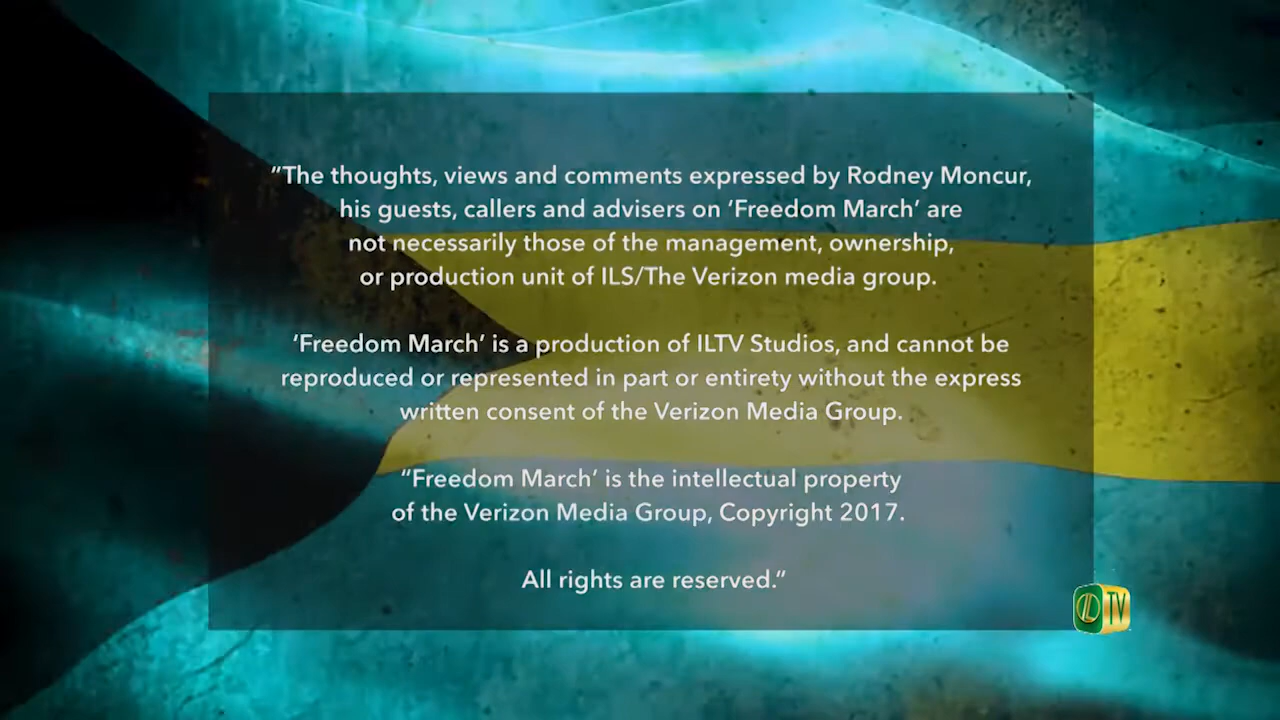 “The thoughts, views and comments expressed by Rodney Moncur,
his guests, callers and advisers on ‘Freedom March’ are
not necessarily those of the management, ownership,
or production unit of ILS/The Verizon media group.
‘Freedom March’ is a production of ILTV Studios, and cannot be
reproduced or represented in part or entirety without the express
written consent of the Verizon Media Group.
“Freedom March’ is the intellectual property
of the Verizon Media Group, Copyright 2017.
All rights are reserved.”
IL TV